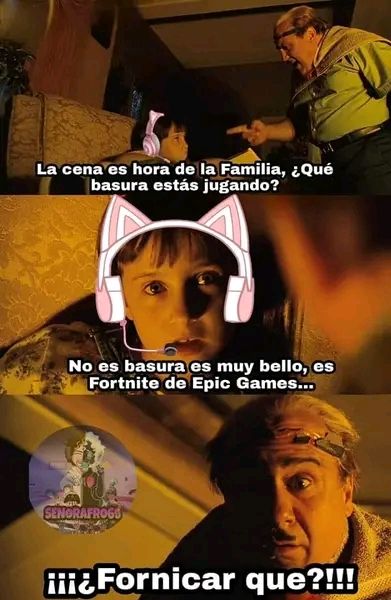 La cena es hora de la Familia, ¿Qué
basura estás jugando?
No es basura es muy bello, es
Fortnite de Epic Games...
SEÑORAFROGS
¡¡¡¿Fornicar que?!!!